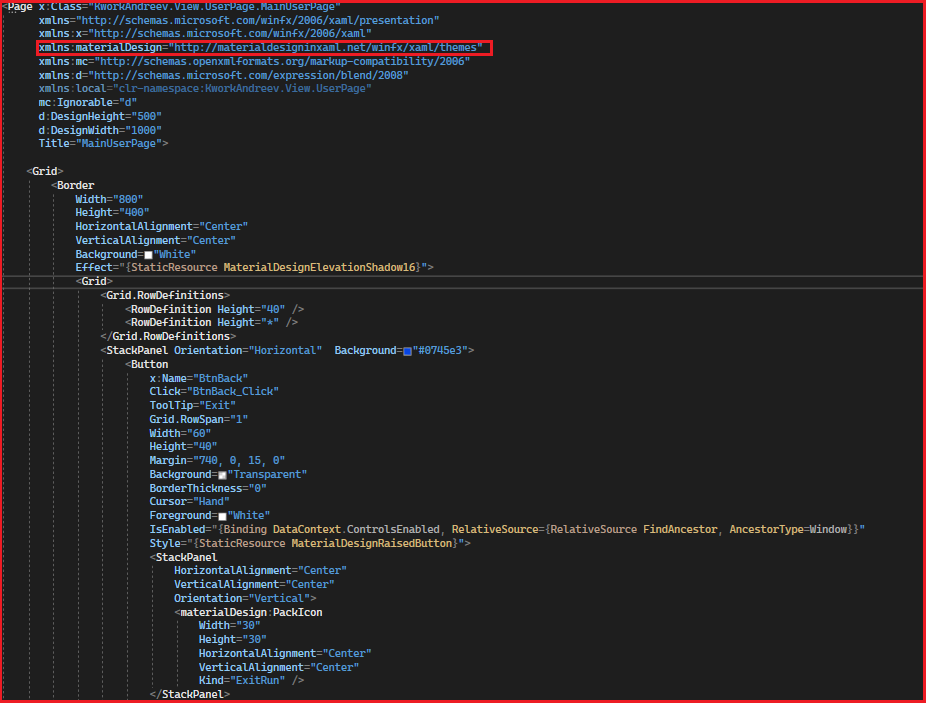 <Page x:Class="KworkAndreev.View.UserPage.MainUserPage"
xmlns="http://schemas.microsoft.com/winfx/2006/xaml/presentation"
xmlns:x="http://schemas.microsoft.com/winfx/2006/xaml"
xmlns:materialDesign="http://materialdesigninxaml.net/winfx/xaml/themes"
xmlns:mc="http://schemas.openxmlformats.org/markup-compatibility/2006"
xmlns:d="http://schemas.microsoft.com/expression/blend/2008"
xmlns:local="clr-namespace:KworkAndreev.View.UserPage"
mc:Ignorable="d"
d:DesignHeight="500"
d:DesignWidth="1000"
Title="MainUserPage">
<Grid>
<Border
Width="800"
Height="400"
HorizontalAlignment="Center"
VerticalAlignment="Center"
Background="White"
Effect="{StaticResource MaterialDesignElevationShadow16}">
<Grid>
<Grid.RowDefinitions>
<RowDefinition Height="40" />
<RowDefinition Height="*" />
</Grid.RowDefinitions>
<StackPanel Orientation="Horizontal"  Background="#0745e3">
<Button
x:Name="BtnBack"
Click="BtnBack_Click"
ToolTip="Exit"
Grid.RowSpan="1"
Width="60"
Height="40"
Margin="740, 0, 15, 0"
Background="Transparent"
BorderThickness="0"
Cursor="Hand"
Foreground="White"
IsEnabled="{Binding DataContext.ControlsEnabled, RelativeSource={RelativeSource FindAncestor, AncestorType=Window}}"
Style="{StaticResource MaterialDesignRaisedButton}">
<StackPanel
HorizontalAlignment="Center"
VerticalAlignment="Center"
Orientation="Vertical">
<materialDesign:PackIcon
Width="30"
Height="30"
HorizontalAlignment="Center"
VerticalAlignment="Center"
Kind="ExitRun" />
</StackPanel>